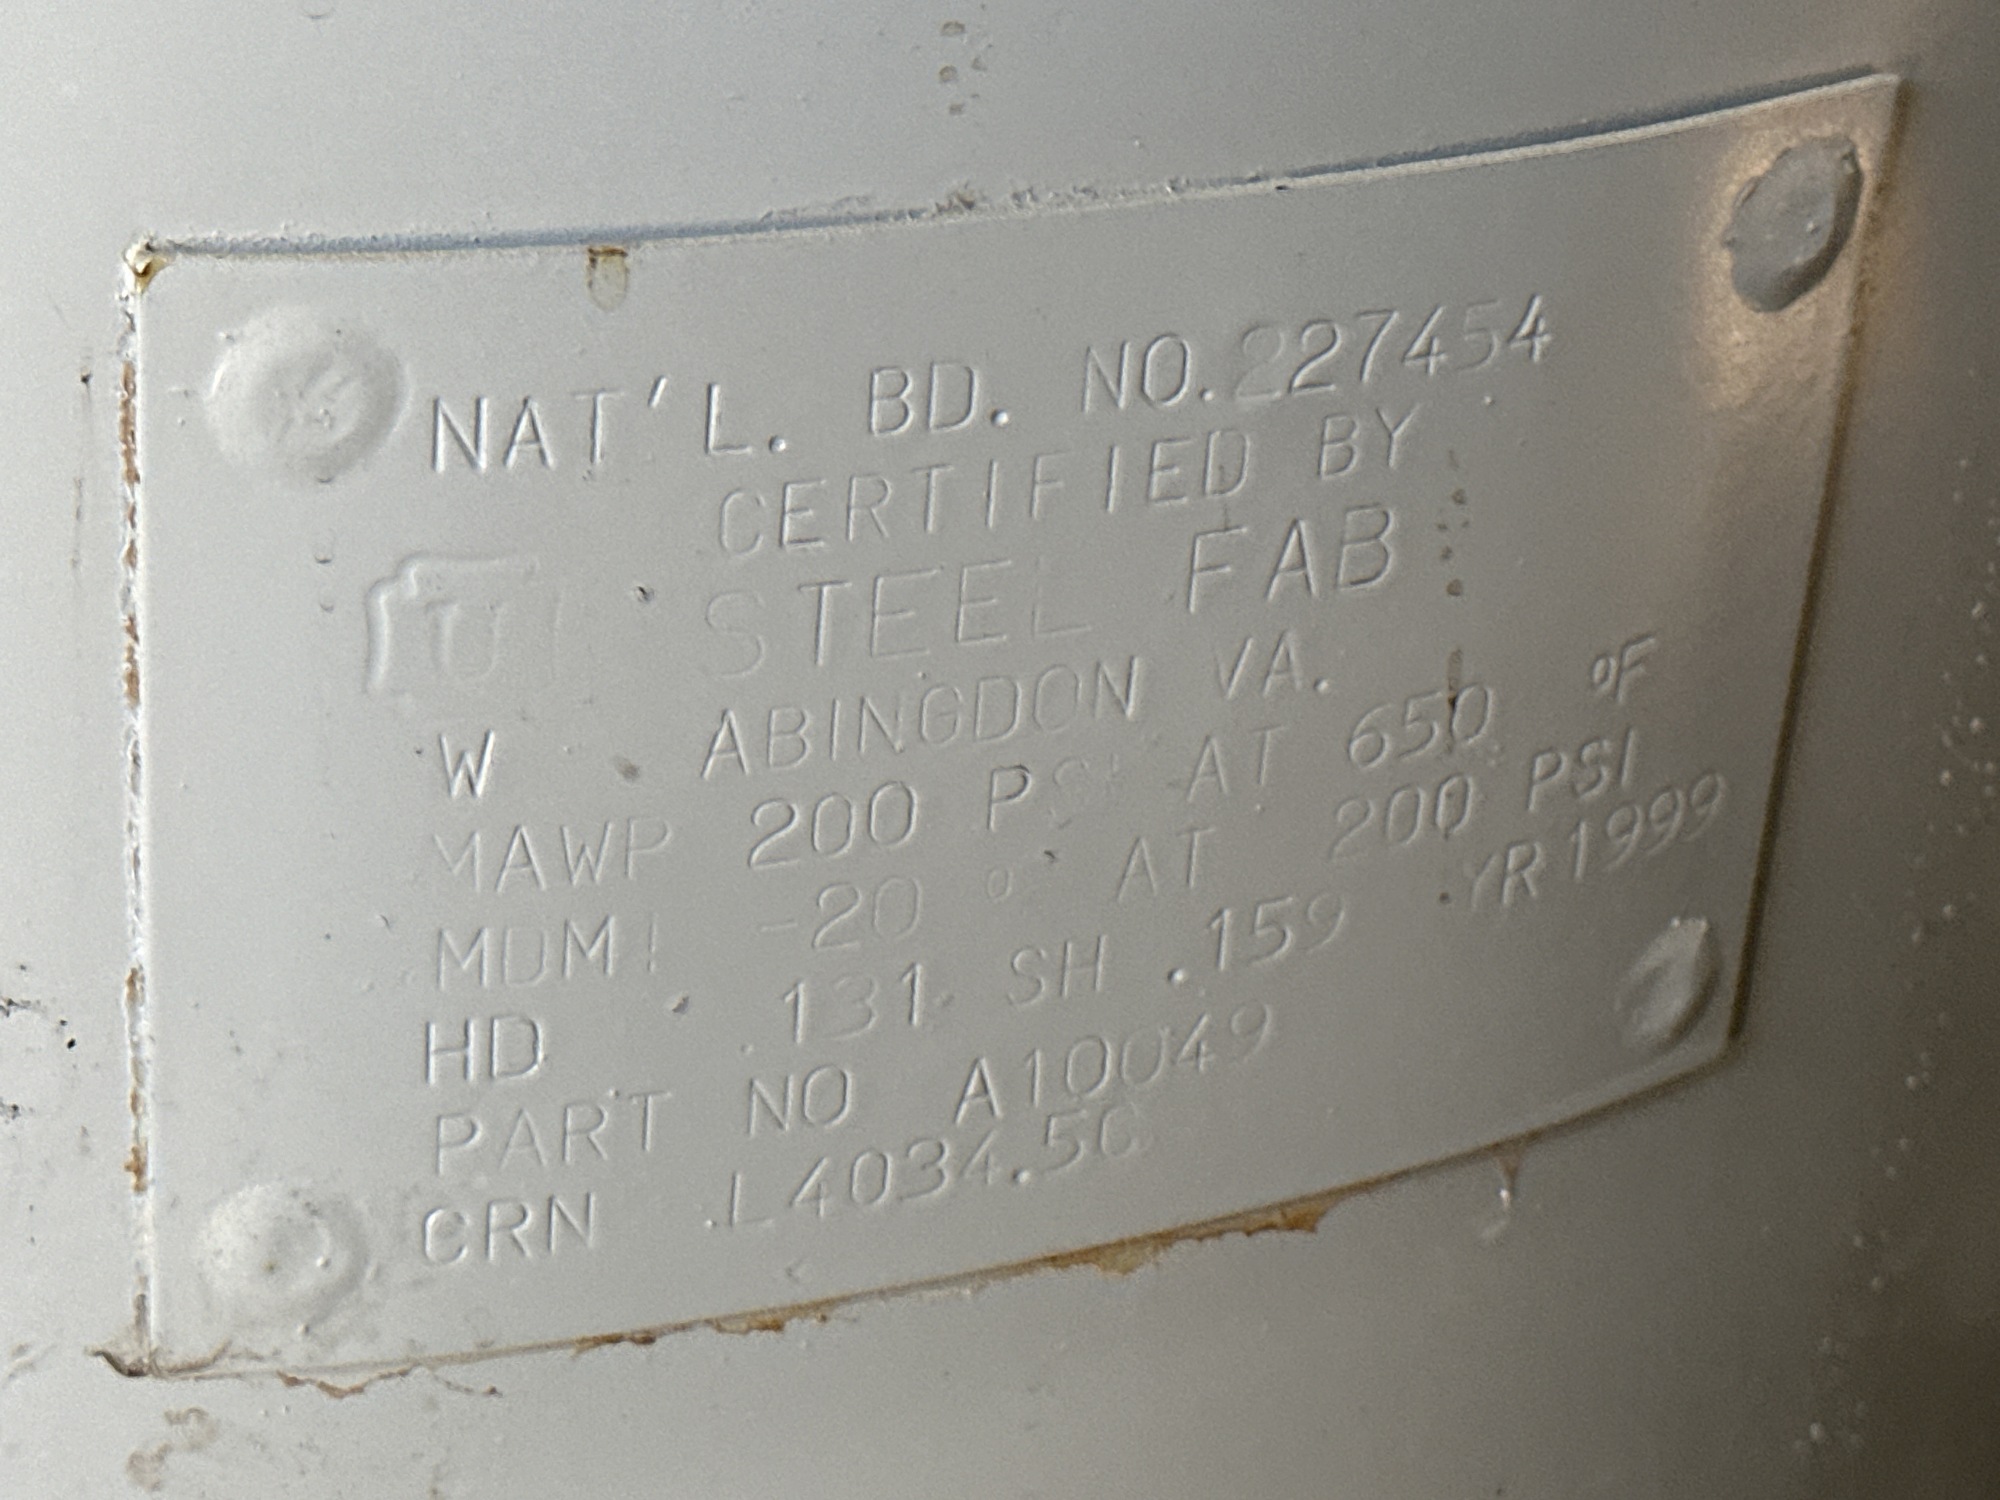 NAT'L. BD. NO.227454
CERTIFIED BY
U STEEL FAB
W ABINGDON VA.
MAWP 200 PSI AT 650 °F
MDMT -20 ° AT 200 PSI
HD .131 SH .159 YR 1999
PART NO A10049
CRN L4034.5C